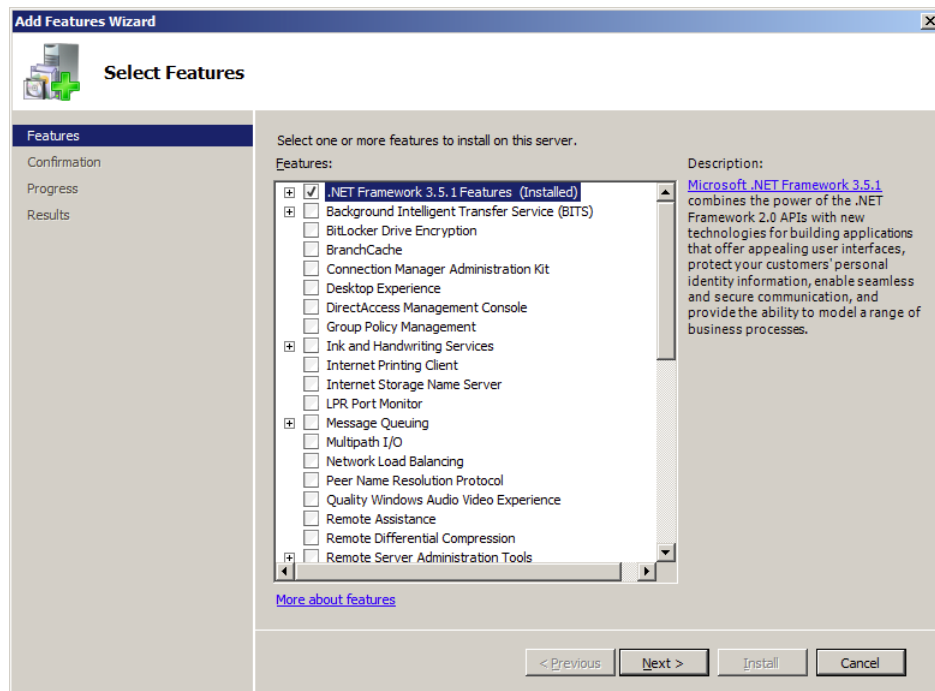 Add Features Wizard
Select Features
Features
Confirmation
Progress
Results
Select one or more features to install on this server.
Features:
.NET Framework 3.5.1 Features (Installed)
Background Intelligent Transfer Service (BITS)
BitLocker Drive Encryption
BranchCache
Connection Manager Administration Kit
Desktop Experience
DirectAccess Management Console
Group Policy Management
Ink and Handwriting Services
Internet Printing Client
Internet Storage Name Server
LPR Port Monitor
Message Queuing
Multipath I/O
Network Load Balancing
Peer Name Resolution Protocol
Quality Windows Audio Video Experience
Remote Assistance
Remote Differential Compression
Remote Server Administration Tools
More about features
Description:
Microsoft .NET Framework 3.5.1
combines the power of the .NET
Framework 2.0 APIs with new
technologies for building applications
that offer appealing user interfaces,
protect your customers' personal
identity information, enable seamless
and secure communication, and
provide the ability to model a range of
business processes.
< Previous
Next >
Install
Cancel